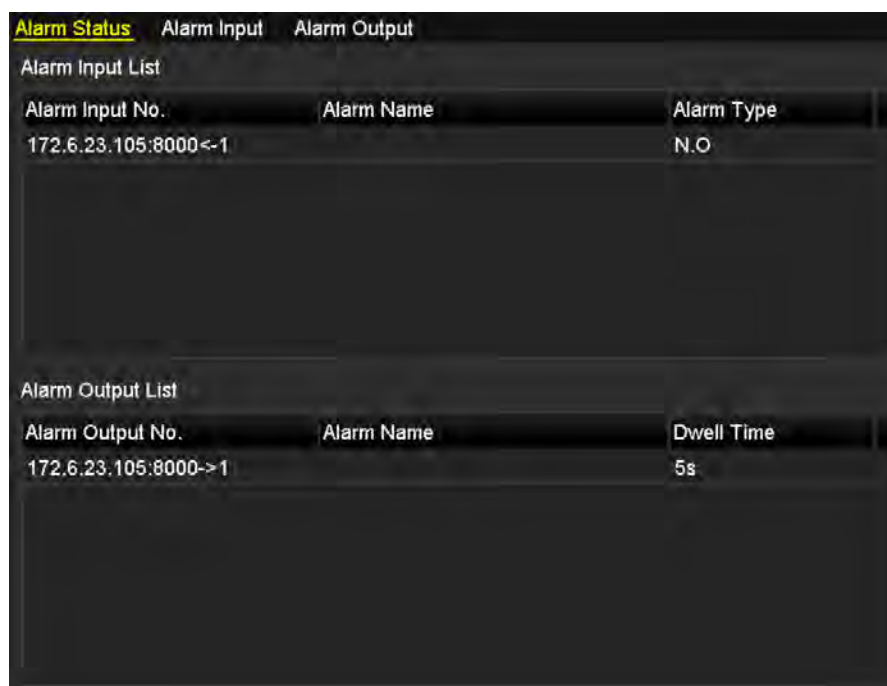 Alarm Status Alarm Input Alarm Output
Alarm Input List
Alarm Input No. Alarm Name Alarm Type
172.6.23.105:8000<-1 N.O
Alarm Output List
Alarm Output No. Alarm Name Dwell Time
172.6.23.105:8000->1 5s